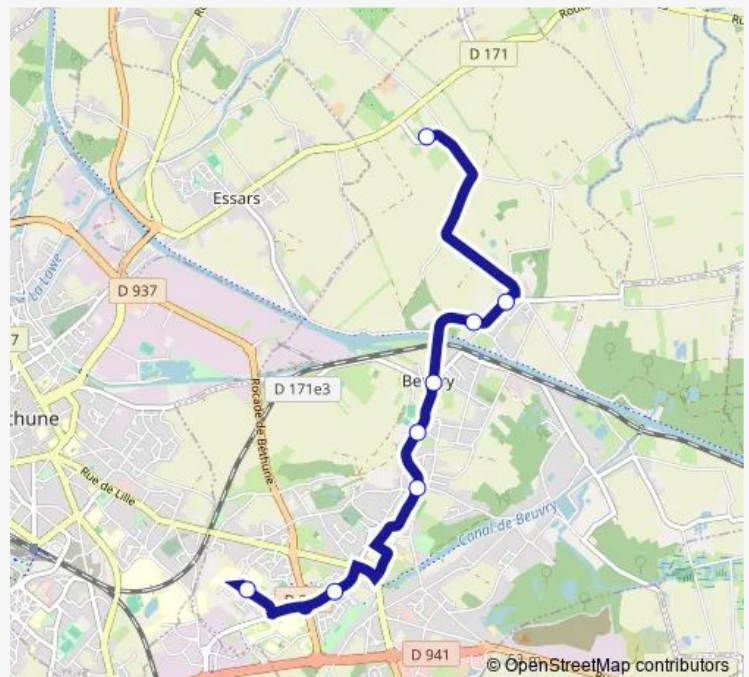 D 171
Essars
La Lawe
D 937
D 171e3
Rocade de Béthune
Rue de Lille
Canal de Beuvry
D 941
© OpenStreetMap contributors